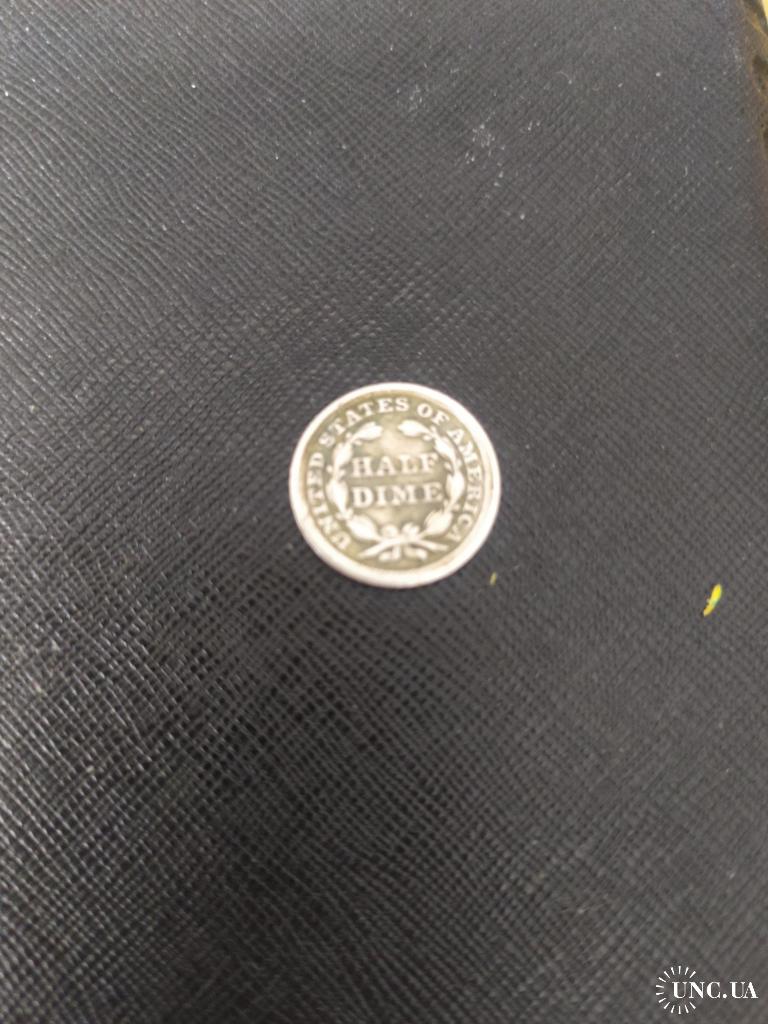 UNITED STATES OF AMERICA
HALF
DIME
UNC.UA